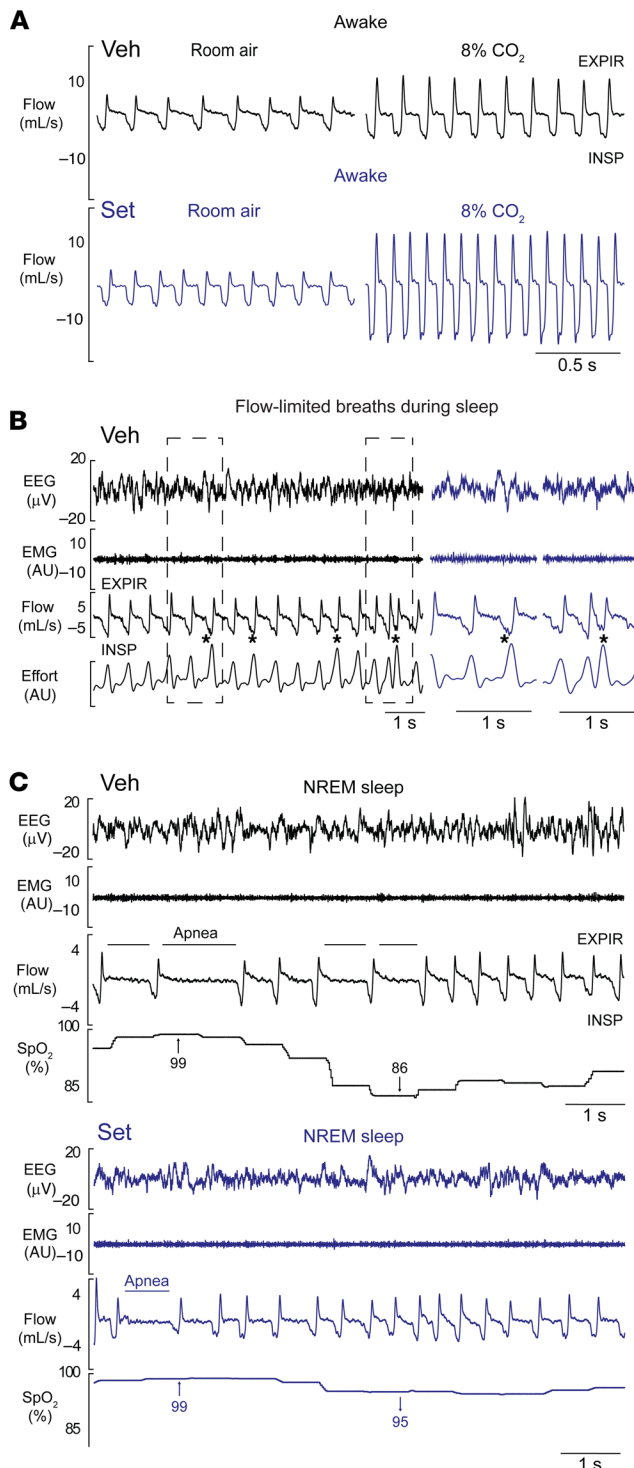 A
Awake
Veh
Room air
8% CO2
EXPIR
10
Flow
(mL/s)
−10
INSP
Awake
Set
Room air
8% CO2
10
Flow
(mL/s)
−10
0.5 s
Flow-limited breaths during sleep
B
Veh
20
EEG
(μV)
−20
10
EMG
(AU)
−10
EXPIR
5
Flow
(mL/s)
−5
* * * * * *
INSP
Effort
(AU)
1 s
1 s
1 s
C
Veh
NREM sleep
20
EEG
(μV)
−20
10
EMG
(AU)
−10
Apnea
EXPIR
4
Flow
(mL/s)
−4
INSP
100
SpO2
(%)
99
86
85
1 s
Set
NREM sleep
20
EEG
(μV)
−20
10
EMG
(AU)
−10
Apnea
4
Flow
(mL/s)
−4
100
SpO2
(%)
99
95
85
1 s